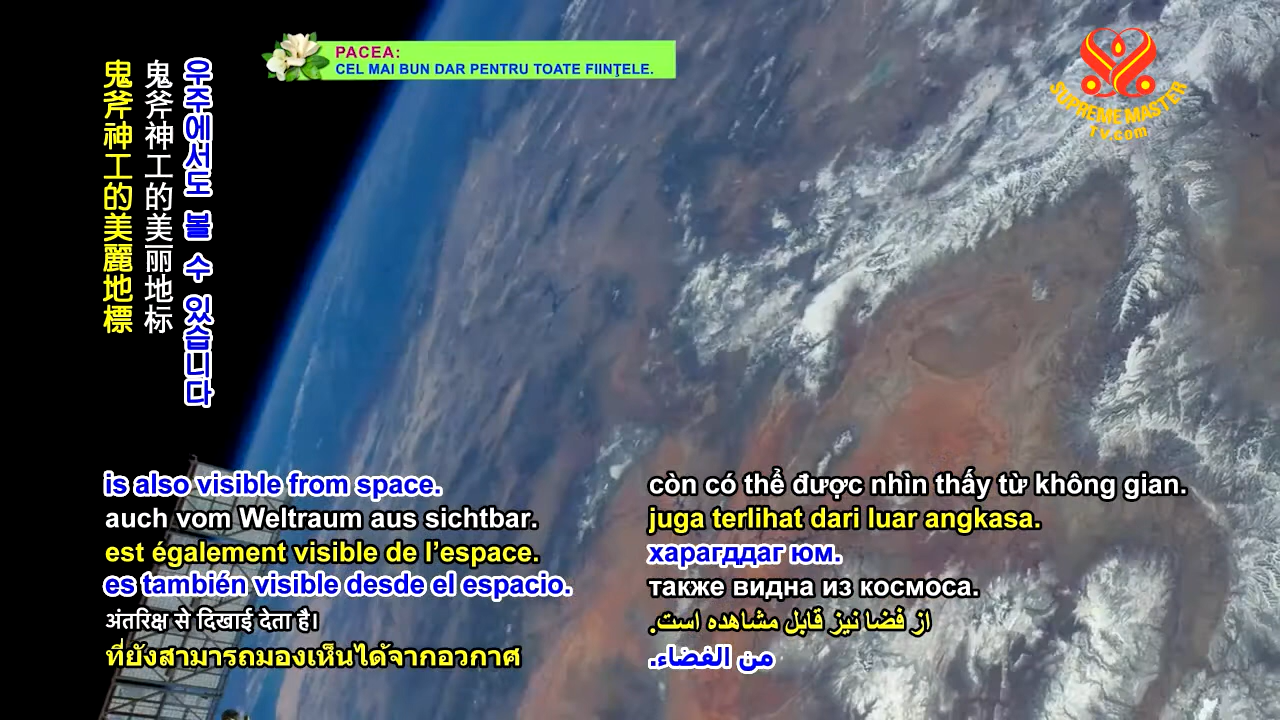 PACEA:
CEL MAI BUN DAR PENTRU TOATE FIINŢELE.
SUPREME MASTER
TV.com
우주에서도 볼 수 있습니다
鬼斧神工的美丽地标
鬼斧神工的美麗地標
is also visible from space.
auch vom Weltraum aus sichtbar.
est également visible de l’espace.
es también visible desde el espacio.
अंतरिक्ष से दिखाई देता है।
ที่ยังสามารถมองเห็นได้จากอวกาศ
còn có thể được nhìn thấy từ không gian.
juga terlihat dari luar angkasa.
харагддаг юм.
также видна из космоса.
از فضا نیز قابل مشاهده است.
من الفضاء.